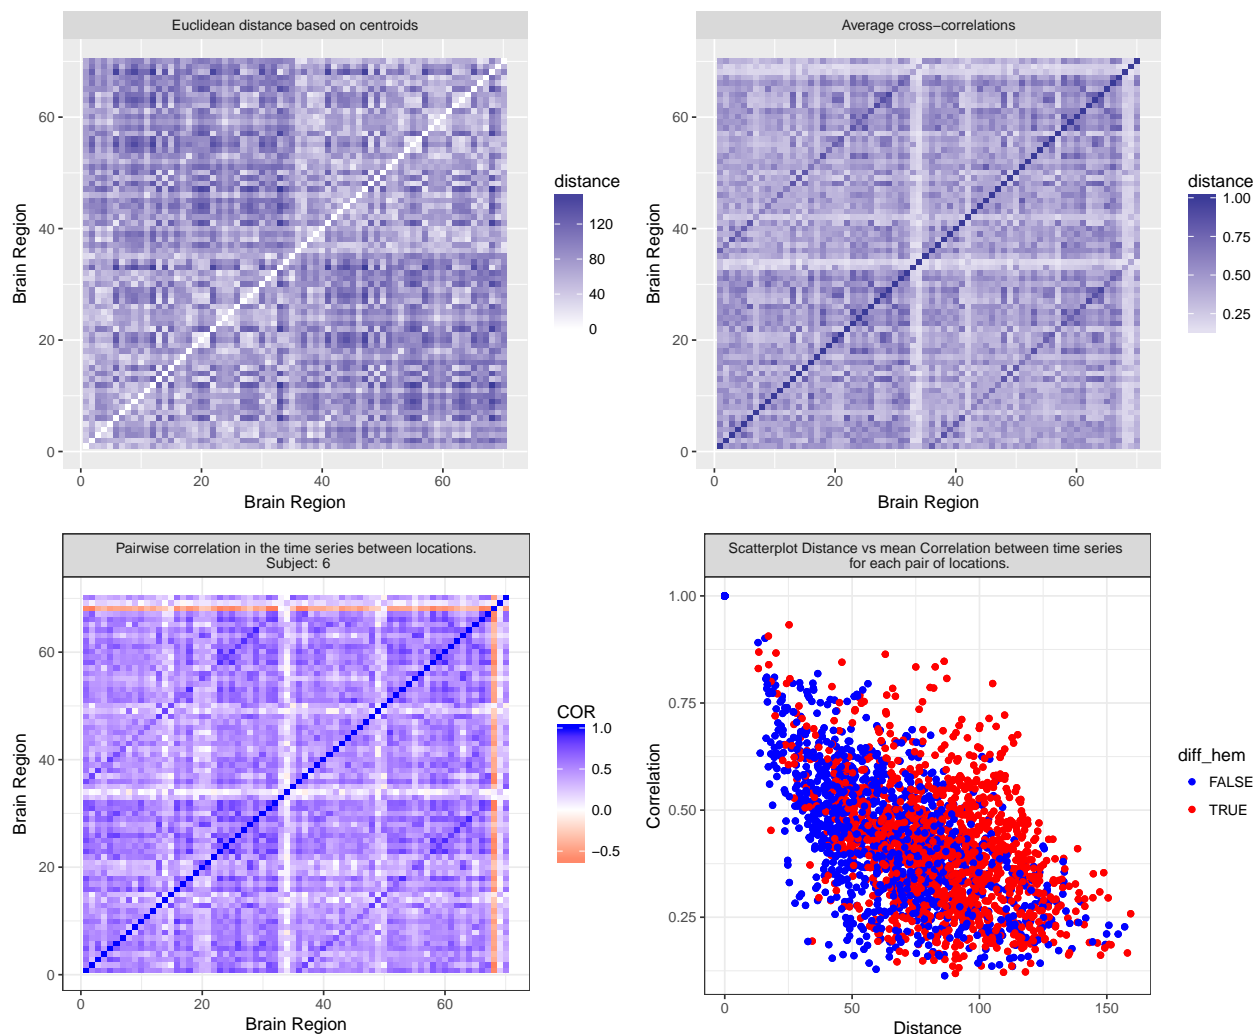 Euclidean distance based on centroids
60
40
20
0
Brain Region
0
20
40
60
Brain Region
distance
120
80
40
0
Average cross−correlations
60
40
20
0
Brain Region
0
20
40
60
Brain Region
distance
1.00
0.75
0.50
0.25
Pairwise correlation in the time series between locations.
Subject: 6
60
40
20
0
Brain Region
0
20
40
60
Brain Region
COR
1.0
0.5
0.0
−0.5
Scatterplot Distance vs mean Correlation between time series
for each pair of locations.
1.00
0.75
0.50
0.25
Correlation
0
50
100
150
Distance
diff_hem
FALSE
TRUE